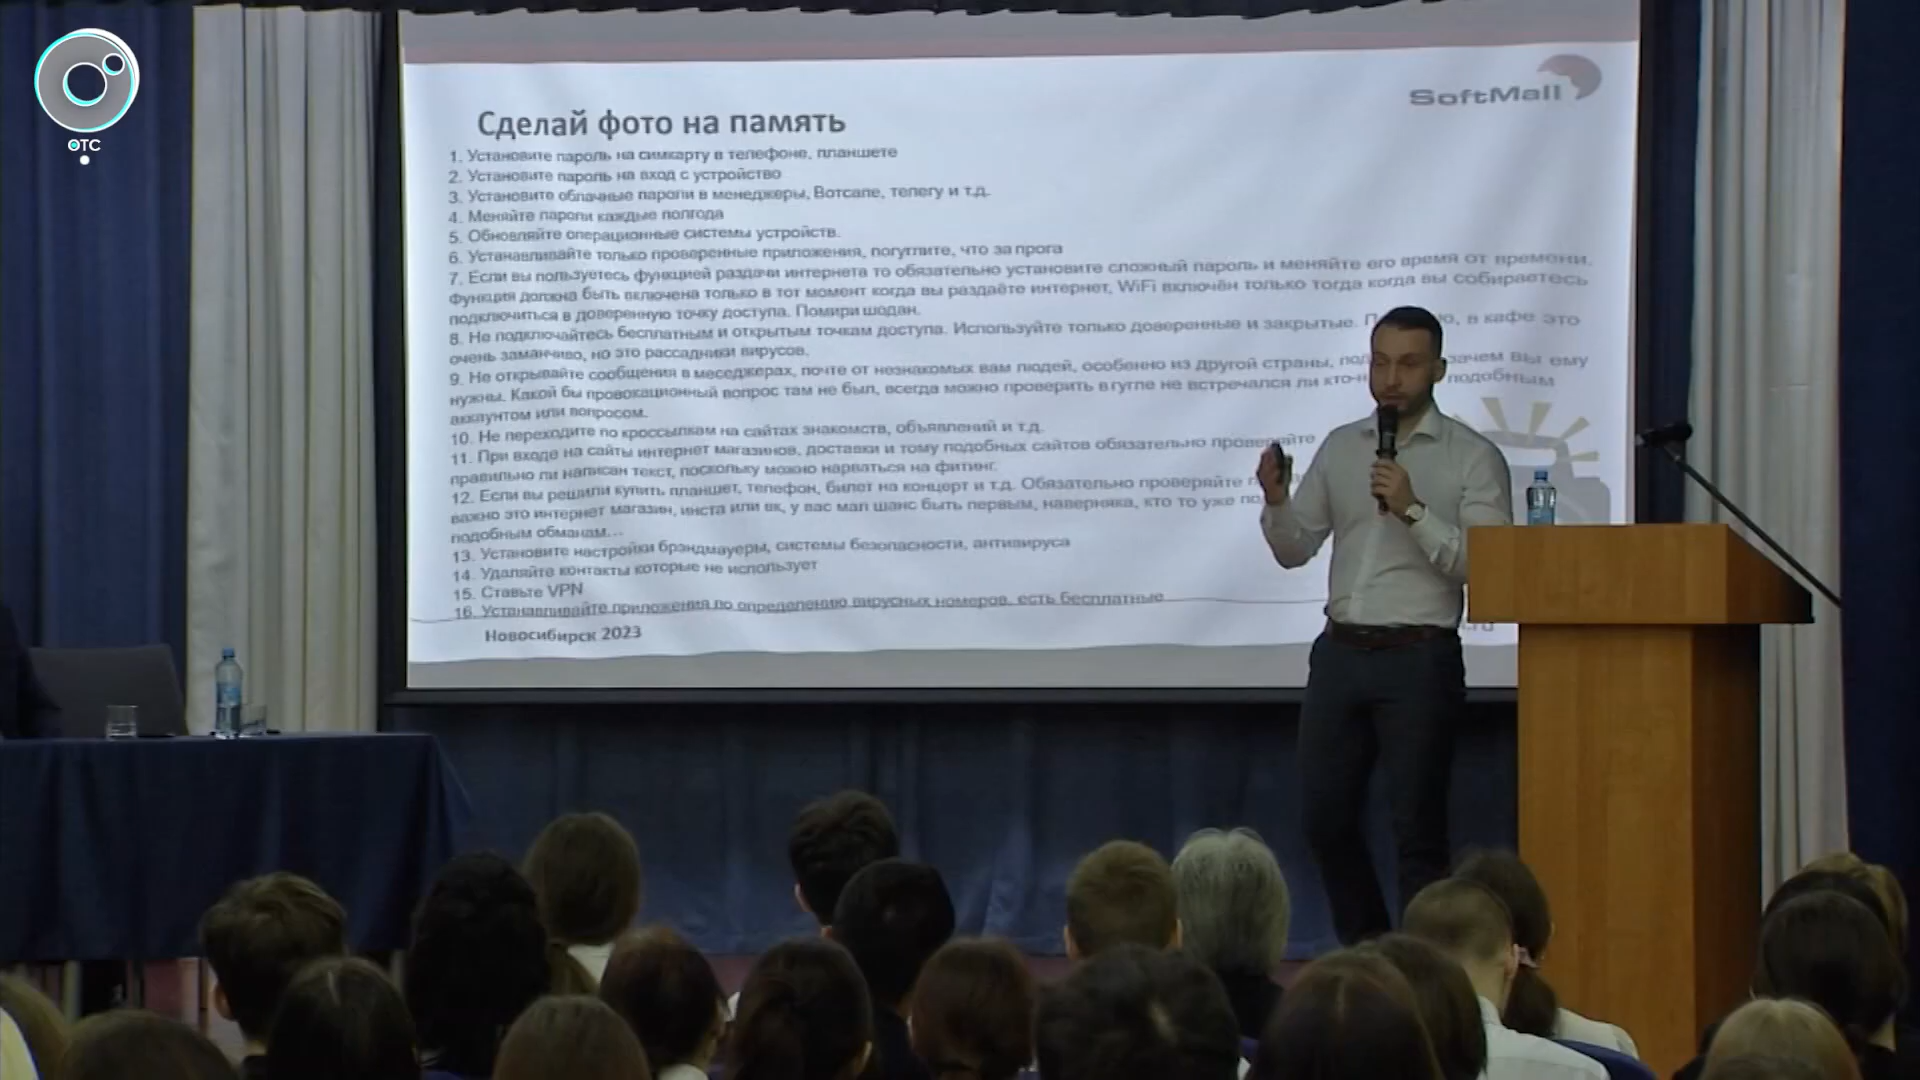 ОТС
SoftMall
Сделай фото на память
1. Установите пароль на симкарту в телефоне, планшете
2. Установите пароль на вход с устройство
3. Установите облачные пароли в менеджеры, Вотсапе, телегу и т.д.
4. Меняйте пароли каждые полгода
5. Обновляйте операционные системы устройств.
6. Устанавливайте только проверенные приложения, погуглите, что за прога
7. Если вы пользуетесь функцией раздачи интернета то обязательно установите сложный пароль и меняйте его время от времени.
функция должна быть включена только в тот момент когда вы раздаёте интернет, WiFi включён только тогда когда вы собираетесь
подключиться в доверенную точку доступа. Помири шодан.
8. Не подключайтесь бесплатным и открытым точкам доступа. Используйте только доверенные и закрытые. в кафе это
очень заманчиво, но это рассадники вирусов.
9. Не открывайте сообщения в меседжерах, почте от незнакомых вам людей, особенно из другой страны, зачем вы ему
нужны. Какой бы провокационный вопрос там не был, всегда можно проверить в гугле не встречался ли подобным
аккаунтом или вопросом.
10. Не переходите по кроссылкам на сайтах знакомств, объявлений и т.д.
11. При входе на сайты интернет магазинов, доставки и тому подобных сайтов обязательно проверяйте
правильно ли написан текст, поскольку можно нарваться на фитинг.
12. Если вы решили купить планшет, телефон, билет на концерт и т.д. Обязательно проверяйте
важно это интернет магазин, инста или вк, у вас мал шанс быть первым, наверняка, кто то уже
подобным обманам...
13. Установите настройки брэндмауеры, системы безопасности, антивируса
14. Удаляйте контакты которые не использует
15. Ставьте VPN
16. Устанавливайте приложения по определению вирусных номеров, есть бесплатные
Новосибирск 2023